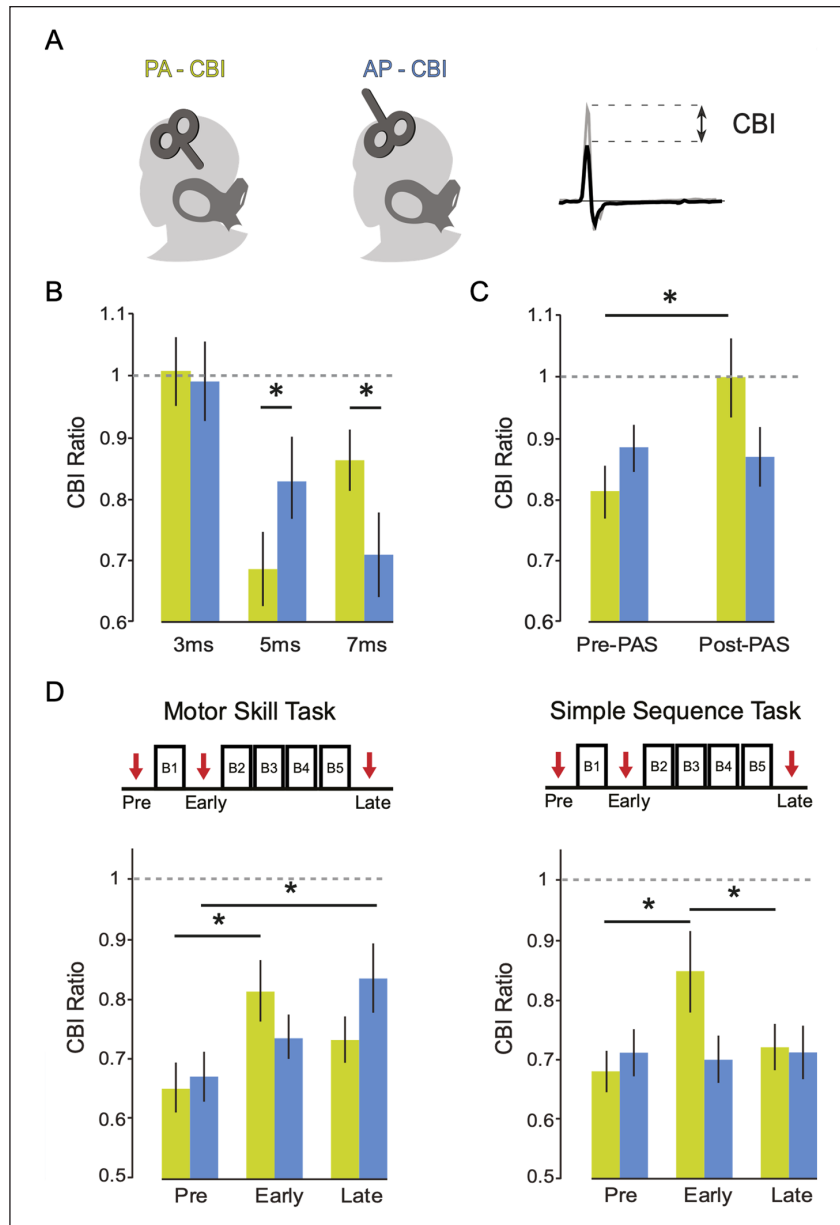 A
PA - CBI
AP - CBI
CBI
B
CBI Ratio
1.1
1
0.9
0.8
0.7
0.6
*
*
3ms
5ms
7ms
C
CBI Ratio
1.1
1
0.9
0.8
0.7
0.6
*
Pre-PAS
Post-PAS
D
Motor Skill Task
B1
B2
B3
B4
B5
Pre
Early
Late
CBI Ratio
1
0.9
0.8
0.7
0.6
0.5
*
*
Pre
Early
Late
Simple Sequence Task
B1
B2
B3
B4
B5
Pre
Early
Late
CBI Ratio
1
0.9
0.8
0.7
0.6
0.5
*
*
Pre
Early
Late